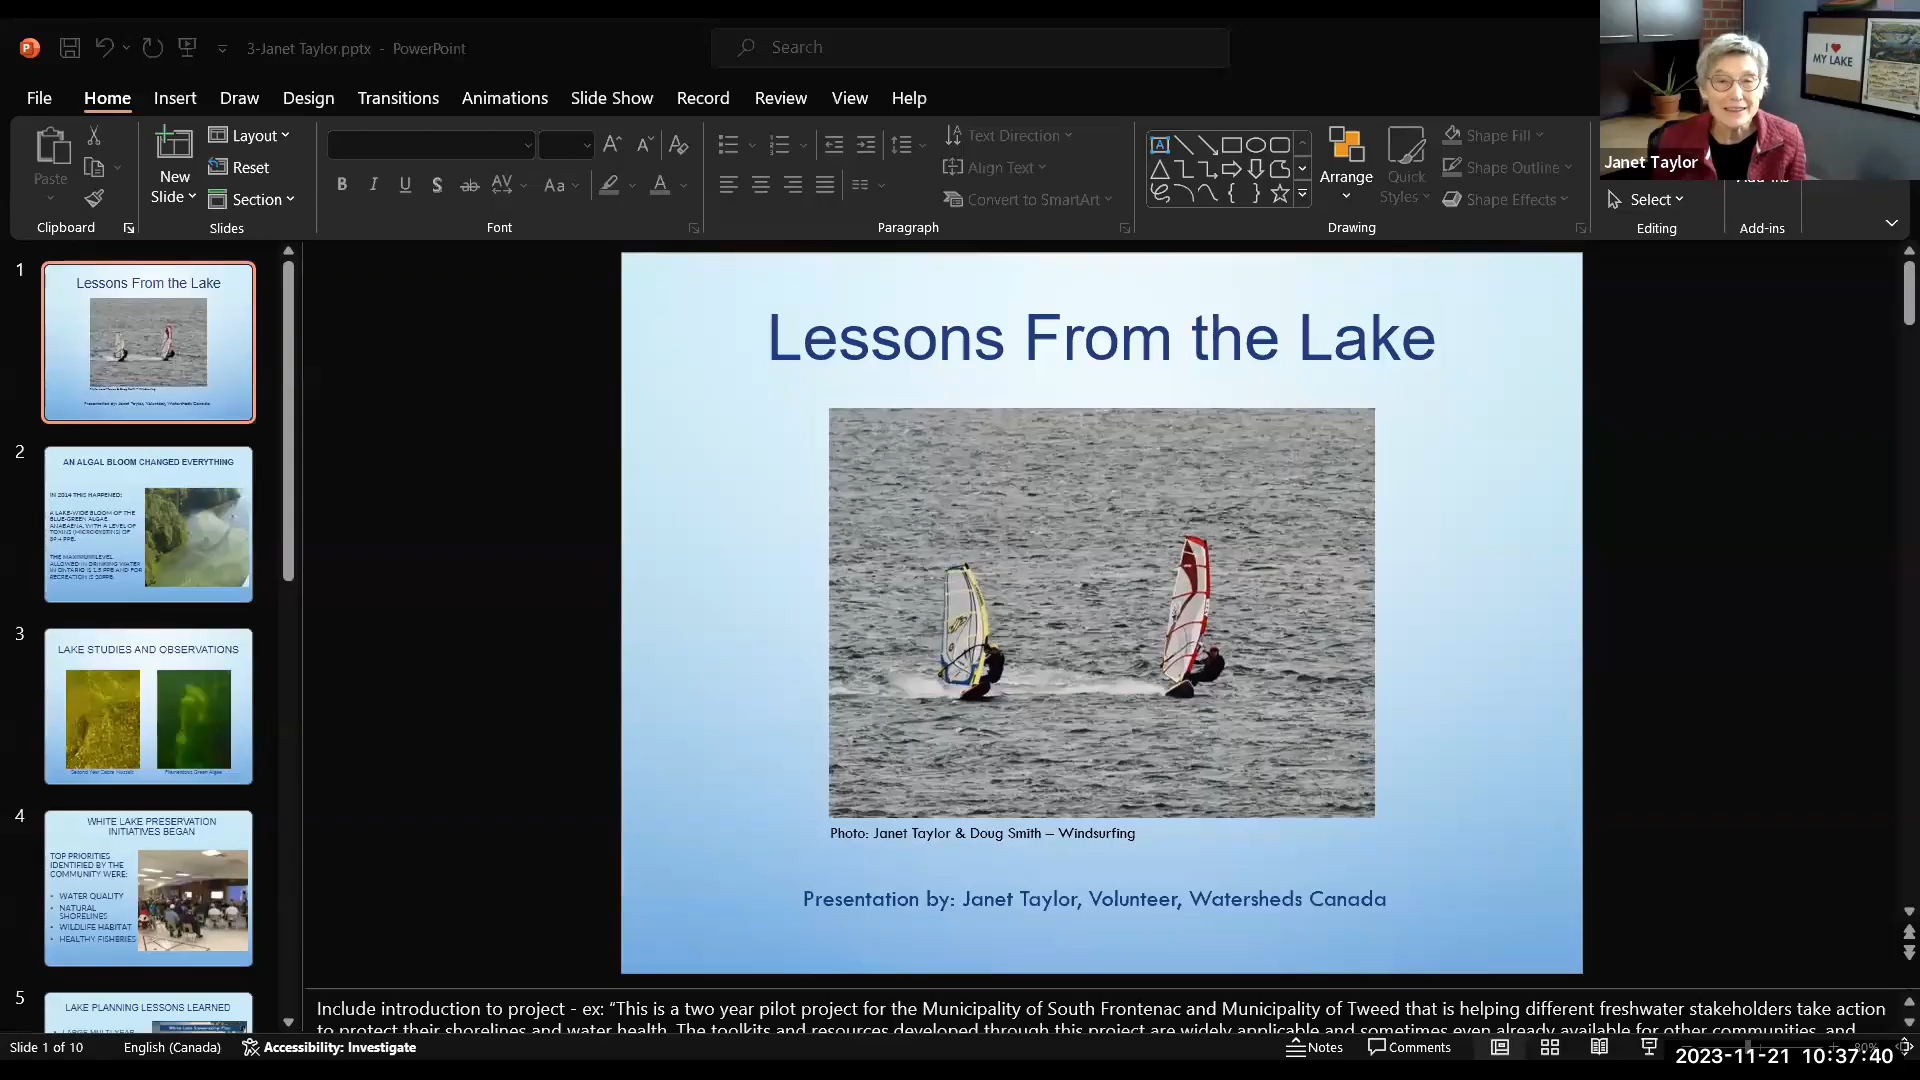 3-Janet Taylor.pptx - PowerPoint
Search
I ❤ MY LAKE
Janet Taylor
File Home Insert Draw Design Transitions Animations Slide Show Record Review View Help
Paste
New Slide
Layout
Reset
Section
B I U S ab AV Aa A
Text Direction
Align Text
Convert to SmartArt
Arrange
Quick Styles
Shape Fill
Shape Outline
Shape Effects
Select
Clipboard Slides Font Paragraph Drawing Editing Add-ins
1
Lessons From the Lake
Presentation by: Janet Taylor, Volunteer, Watersheds Canada
2
AN ALGAL BLOOM CHANGED EVERYTHING
IN 2014 THIS HAPPENED:
A LAKE-WIDE BLOOM OF THE
BLUE-GREEN ALGAE,
ANABAENA, WITH A LEVEL OF
TOXINS (MICROCYSTINS) OF
THE MAXIMUM LEVEL
ALLOWED IN DRINKING WATER
IN ONTARIO IS 1.5 PPB AND FOR
RECREATION IS 20PPB.
3
LAKE STUDIES AND OBSERVATIONS
Filamentous Green Algae
4
WHITE LAKE PRESERVATION
INITIATIVES BEGAN
TOP PRIORITIES
IDENTIFIED BY THE
COMMUNITY WERE:
• WATER QUALITY
• NATURAL
SHORELINES
• WILDLIFE HABITAT
• HEALTHY FISHERIES
5
LAKE PLANNING LESSONS LEARNED
Lessons From the Lake
Photo: Janet Taylor & Doug Smith – Windsurfing
Presentation by: Janet Taylor, Volunteer, Watersheds Canada
Include introduction to project - ex: “This is a two year pilot project for the Municipality of South Frontenac and Municipality of Tweed that is helping different freshwater stakeholders take action
to protect their shorelines and water health. The toolkits and resources developed through this project are widely applicable and sometimes even already available for other communities, and
Slide 1 of 10 English (Canada) Accessibility: Investigate Notes Comments 80%
2023-11-21 10:37:40